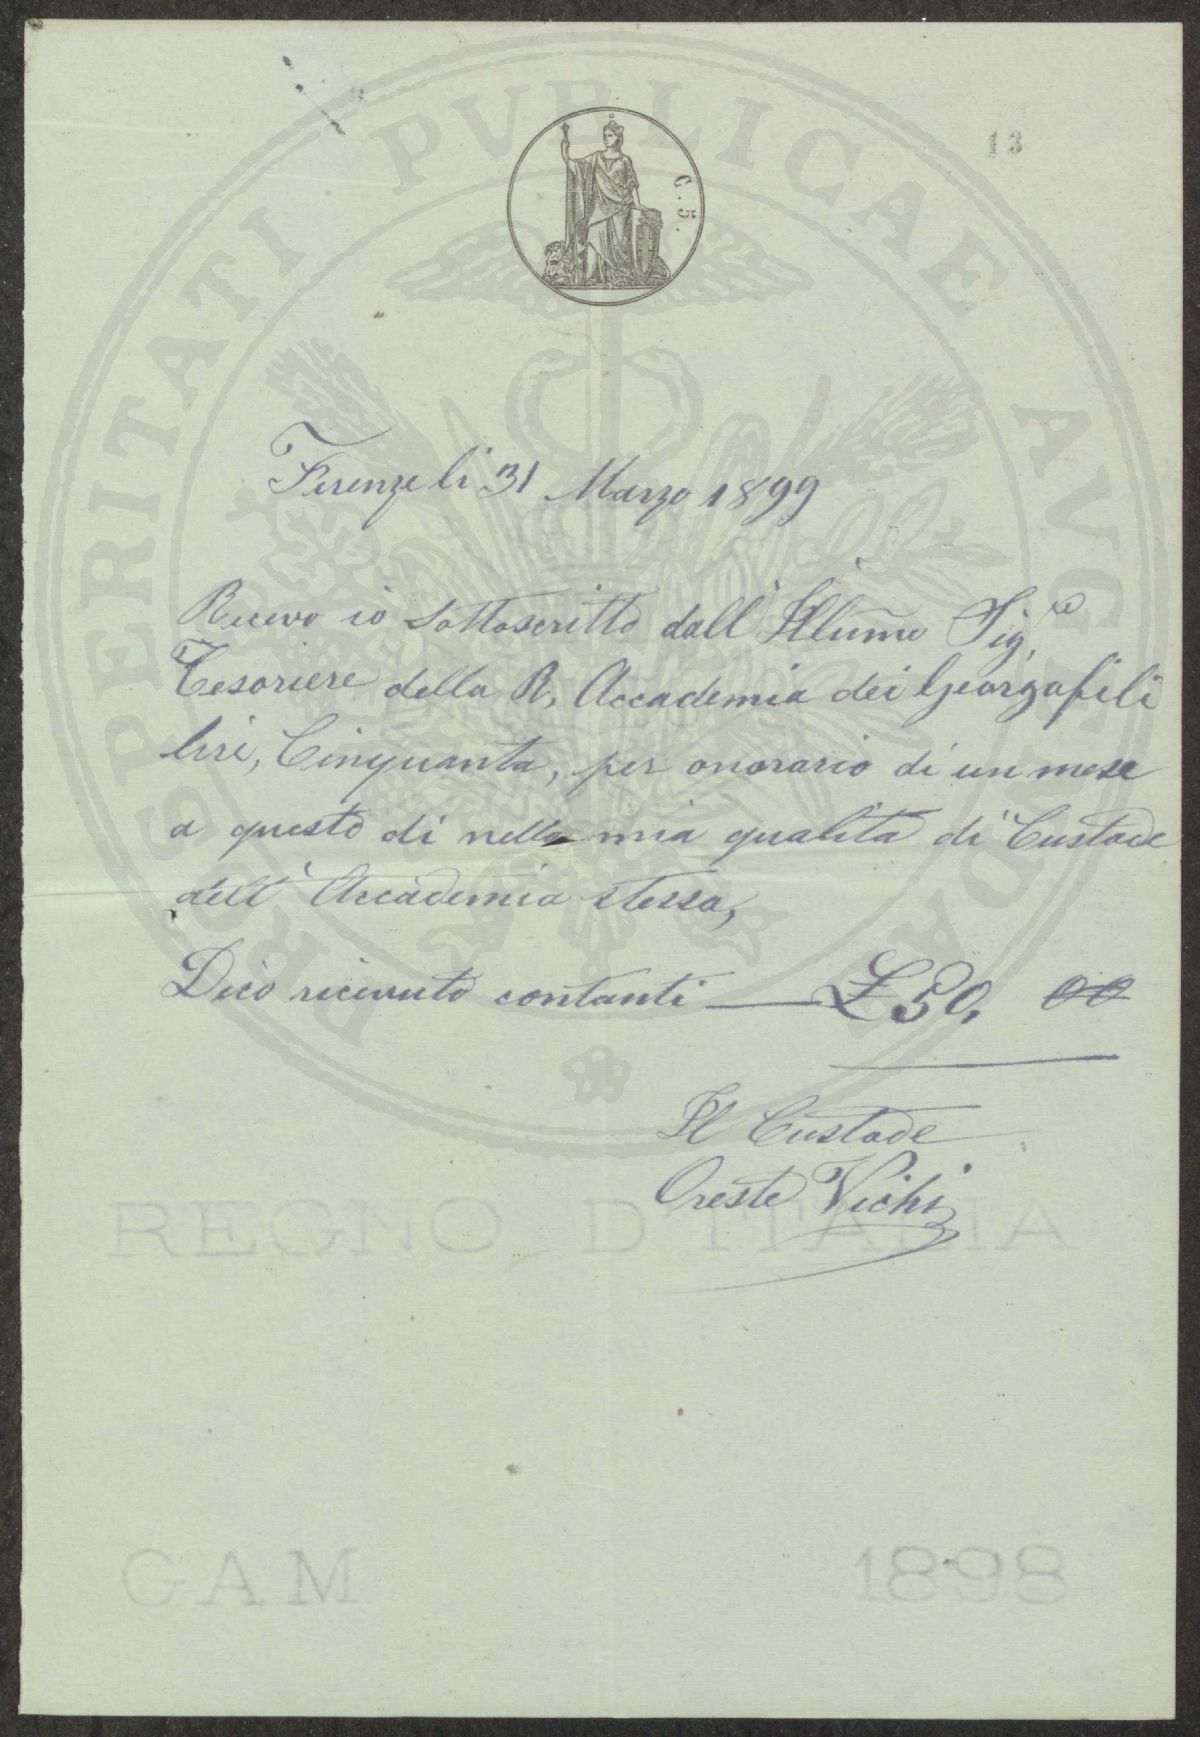 PROSPERITATI PVBLICAE AVGENDAE
13
C. 5.
Firenze li 31 Marzo 1899
Ricevo io sottoscritto dall' Illumo Sig.re
Tesoriere della R. Accademia dei Georgofili
lire, Cinquanta, per onorario di un mese
a questo dì nella mia qualità di Custode
dell' Accademia stessa,
Dico ricevuto contanti — £ 50, 00
Il Custode
Oreste Vichi
REGNO D'ITALIA
GAM
1898